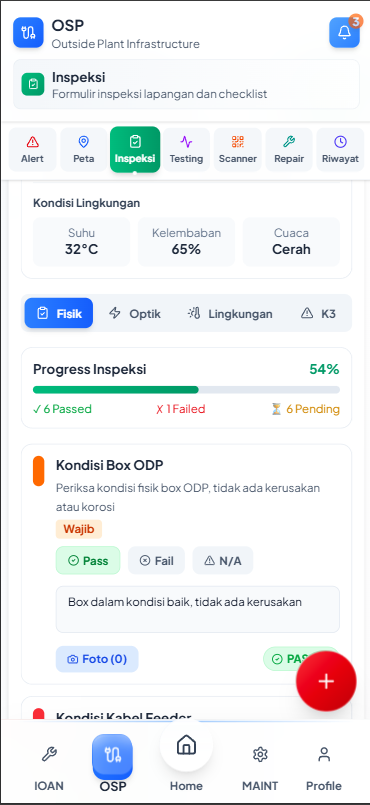 OSP
Outside Plant Infrastructure
3
Inspeksi
Formulir inspeksi lapangan dan checklist
Alert Peta Inspeksi Testing Scanner Repair Riwayat
Kondisi Lingkungan
Suhu Kelembaban Cuaca
32°C 65% Cerah
Fisik Optik Lingkungan K3
Progress Inspeksi 54%
✓ 6 Passed ✗ 1 Failed ⏳ 6 Pending
Kondisi Box ODP
Periksa kondisi fisik box ODP, tidak ada kerusakan
atau korosi
Wajib
Pass Fail N/A
Box dalam kondisi baik, tidak ada kerusakan
Foto (0)
Kondisi Kabel
IOAN OSP Home MAINT Profile